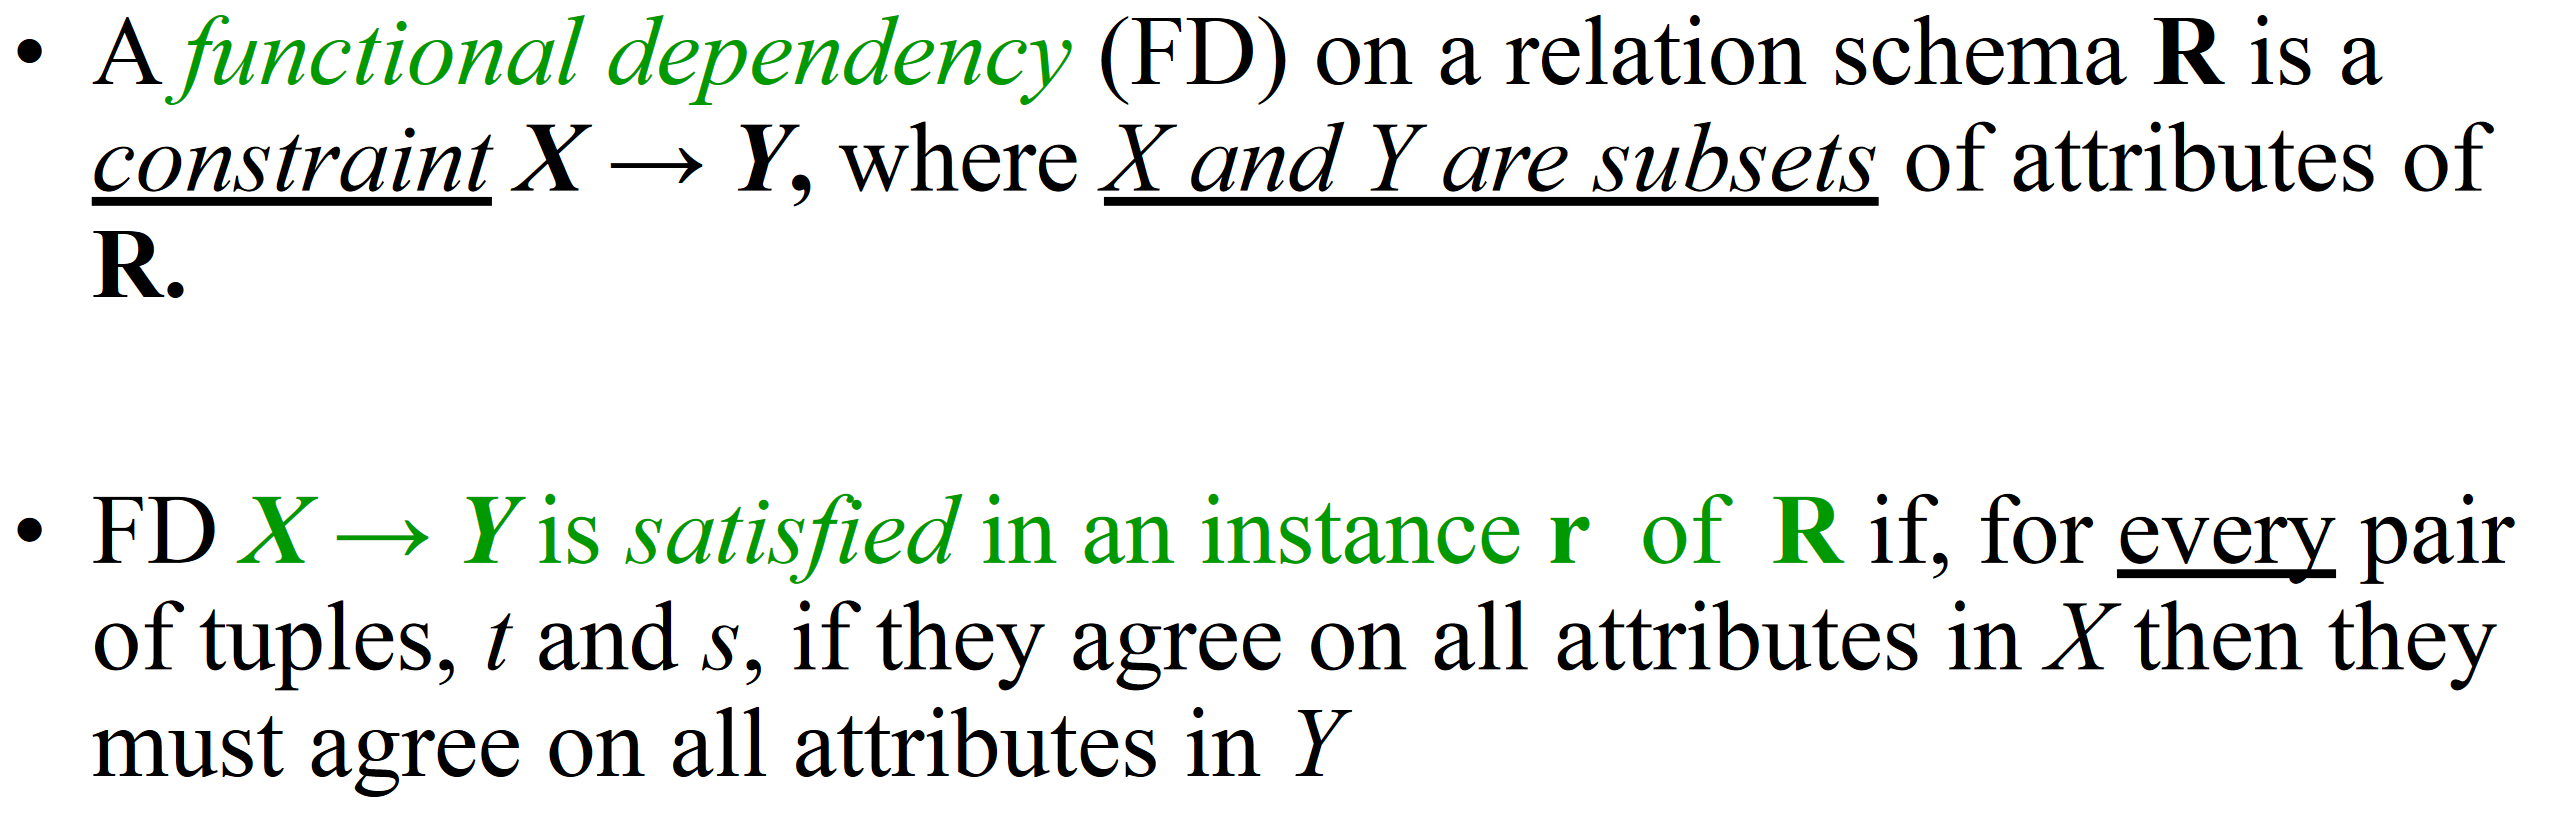 • A functional dependency (FD) on a relation schema R is a
constraint X → Y, where X and Y are subsets of attributes of
R.
• FD X → Y is satisfied in an instance r of R if, for every pair
of tuples, t and s, if they agree on all attributes in X then they
must agree on all attributes in Y